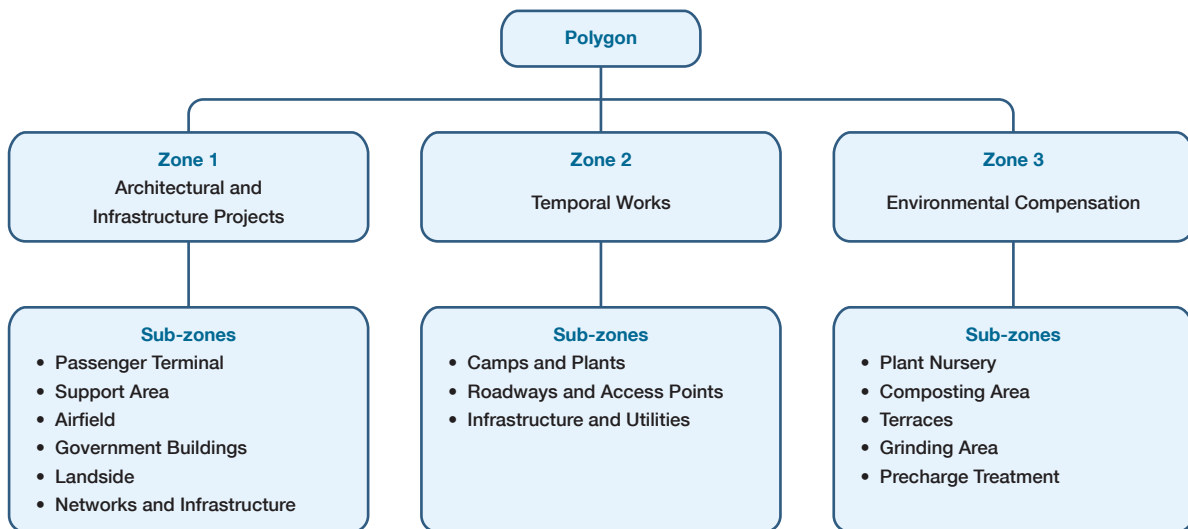 Polygon
Zone 1
Architectural and
Infrastructure Projects
Zone 2
Temporal Works
Zone 3
Environmental Compensation
Sub-zones
• Passenger Terminal
• Support Area
• Airfield
• Government Buildings
• Landside
• Networks and Infrastructure
Sub-zones
• Camps and Plants
• Roadways and Access Points
• Infrastructure and Utilities
Sub-zones
• Plant Nursery
• Composting Area
• Terraces
• Grinding Area
• Precharge Treatment